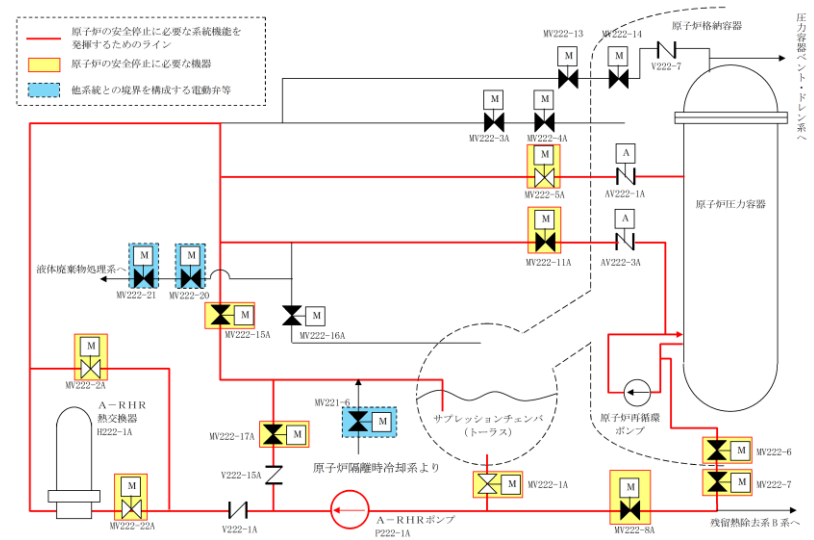 原子炉の安全停止に必要な系統機能を
発揮するためのライン
原子炉の安全停止に必要な機器
他系統との境界を構成する電動弁等
原子炉格納容器
圧力容器ベント・ドレン系へ
MV222-13
MV222-14
M
M
V222-7
M
M
MV222-3A
MV222-4A
M
MV222-5A
A
AV222-1A
原子炉圧力容器
M
MV222-11A
A
AV222-3A
液体廃棄物処理系へ
M
M
MV222-21
MV222-20
M
MV222-15A
M
MV222-16A
M
MV222-2A
A-RHR
熱交換器
H222-1A
MV221-6
M
MV222-17A
M
サプレッションチェンバ
(トーラス)
原子炉再循環
ポンプ
V222-15A
原子炉隔離時冷却系より
M
MV222-6
M
MV222-7
M
MV222-1A
M
MV222-22A
V222-1A
A-RHRポンプ
P222-1A
M
MV222-8A
残留熱除去系B系へ